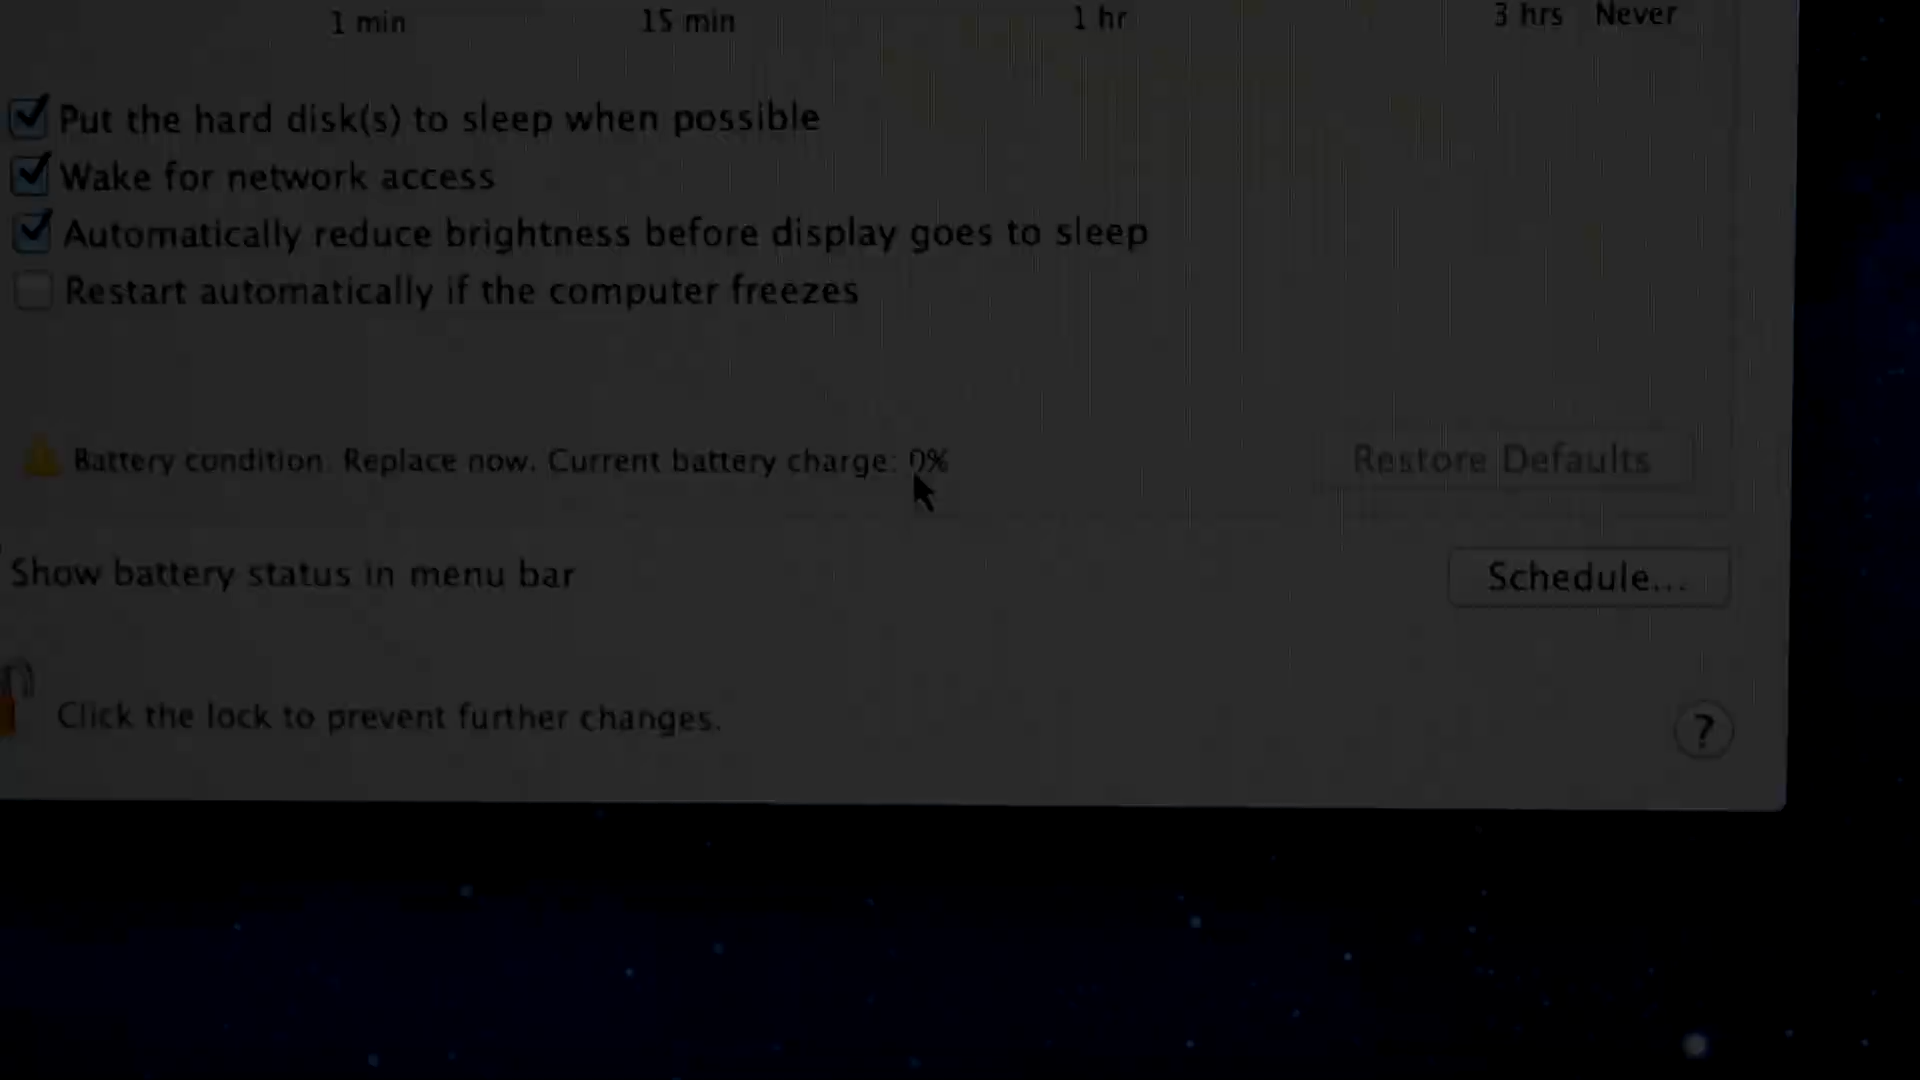 1 min 15 min 1 hr 3 hrs Never
Put the hard disk(s) to sleep when possible
Wake for network access
Automatically reduce brightness before display goes to sleep
Restart automatically if the computer freezes
Battery condition: Replace now. Current battery charge: 0% Restore Defaults
Show battery status in menu bar Schedule...
Click the lock to prevent further changes. ?